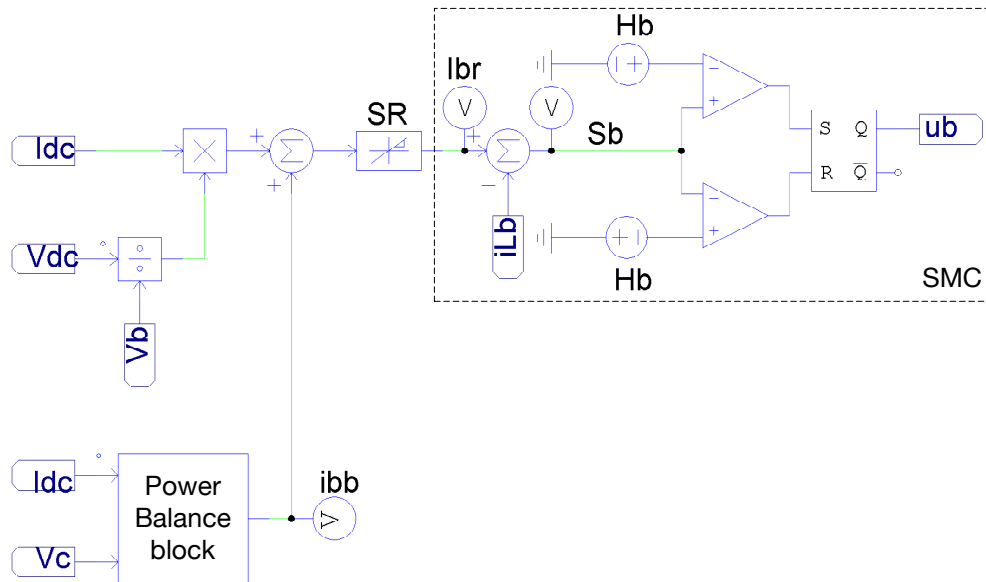 Hb
Ibr
V
V
SR
Idc
+
Σ
+
+
Σ
−
Sb
− +
−
+
S Q
R Q̅
ub
Vdc
÷
Vb
iLb
−
+
+ −
Hb
SMC
Idc
Vc
Power
Balance
block
ibb
V